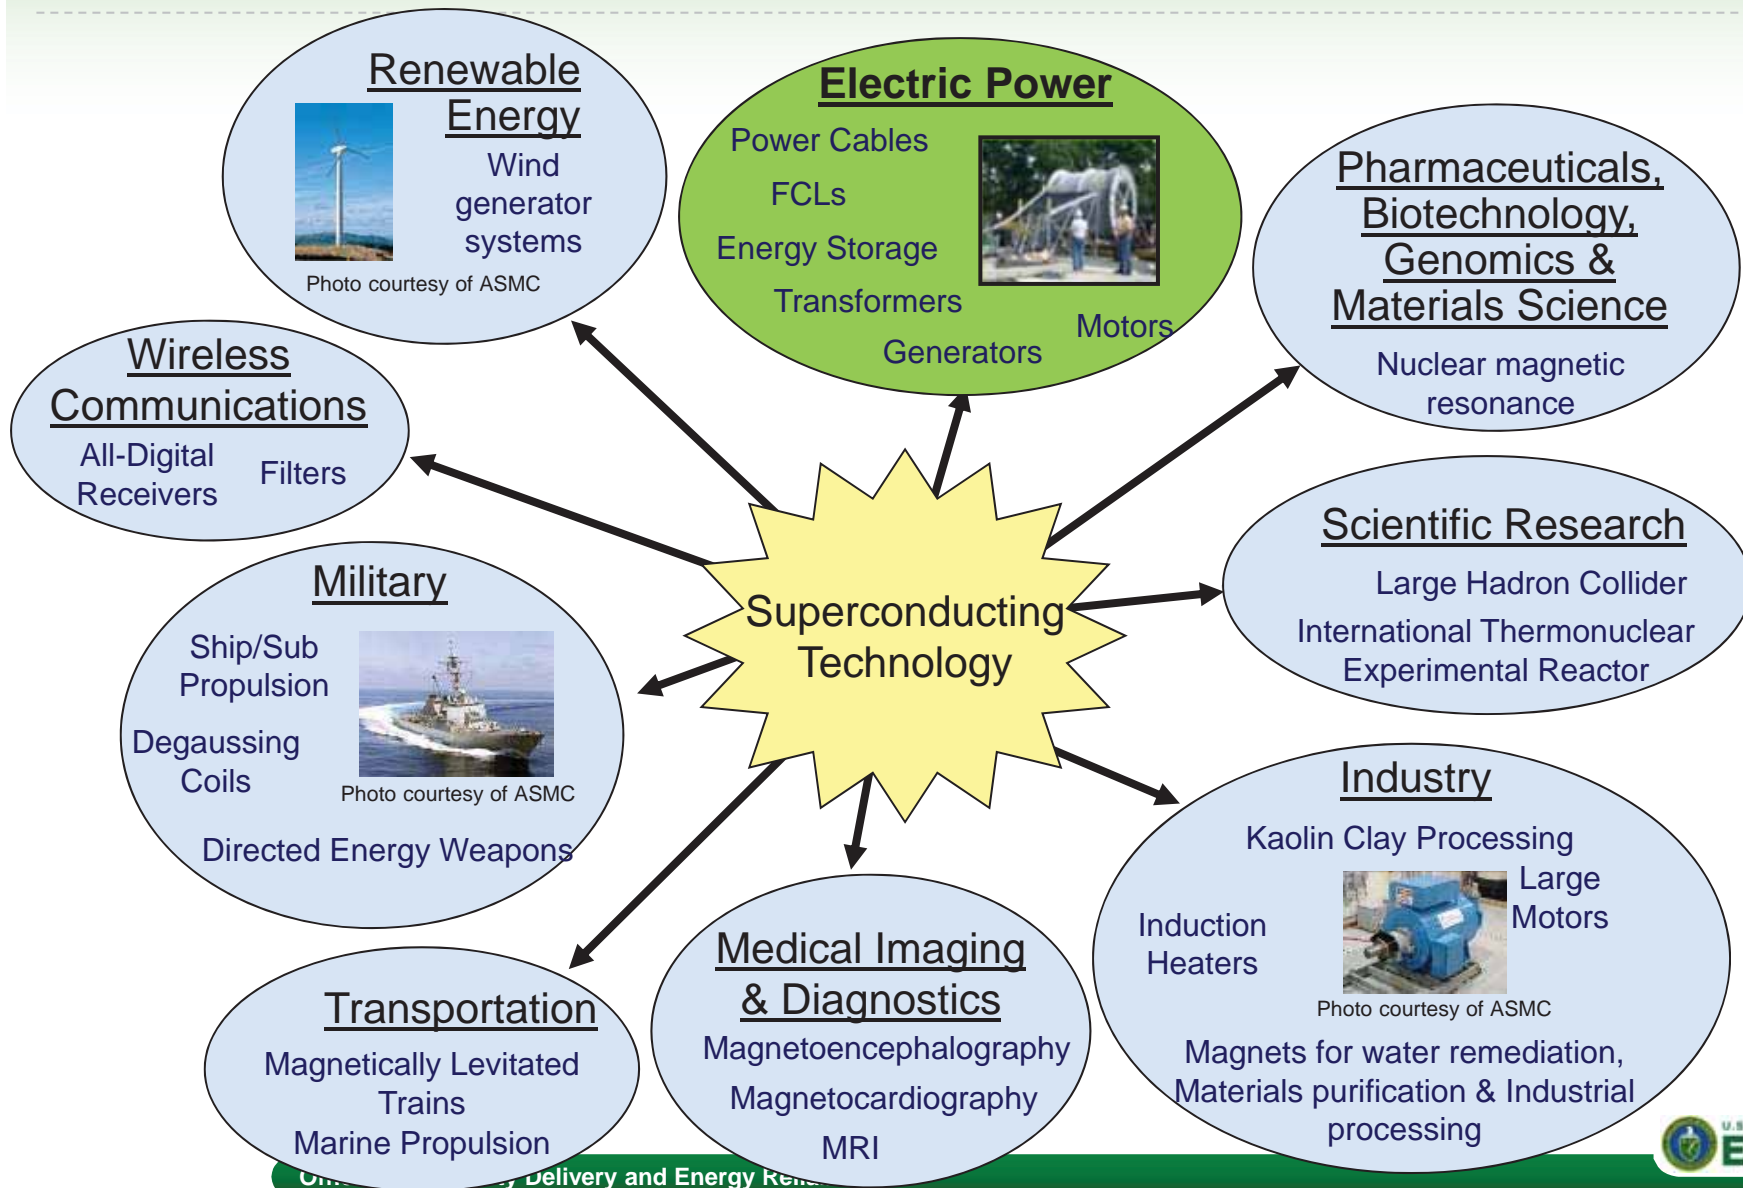 Renewable
Energy
Wind
generator
systems
Photo courtesy of ASMC
Electric Power
Power Cables
FCLs
Energy Storage
Transformers
Motors
Generators
Pharmaceuticals,
Biotechnology,
Genomics &
Materials Science
Nuclear magnetic
resonance
Wireless
Communications
All-Digital
Receivers
Filters
Scientific Research
Large Hadron Collider
International Thermonuclear
Experimental Reactor
Superconducting
Technology
Military
Ship/Sub
Propulsion
Degaussing
Coils
Photo courtesy of ASMC
Directed Energy Weapons
Industry
Kaolin Clay Processing
Large
Motors
Induction
Heaters
Photo courtesy of ASMC
Magnets for water remediation,
Materials purification & Industrial
processing
Transportation
Magnetically Levitated
Trains
Marine Propulsion
Medical Imaging
& Diagnostics
Magnetoencephalography
Magnetocardiography
MRI
Delivery and Energy